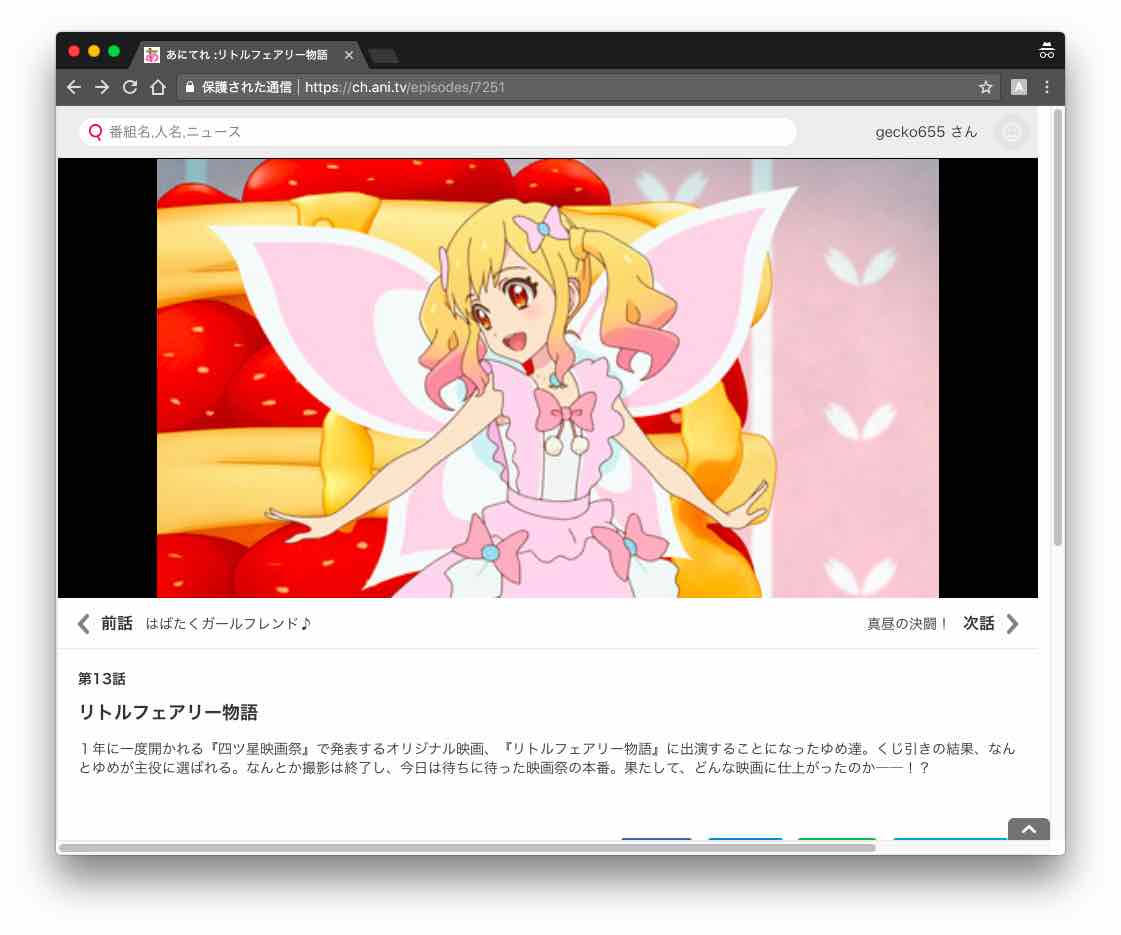 あにてれ :リトルフェアリー物語
保護された通信 | https://ch.ani.tv/episodes/7251
番組名,人名,ニュース
gecko655 さん
前話 はばたくガールフレンド♪
真昼の決闘！ 次話
第13話
リトルフェアリー物語
１年に一度開かれる『四ツ星映画祭』で発表するオリジナル映画、『リトルフェアリー物語』に出演することになったゆめ達。くじ引きの結果、なん
とゆめが主役に選ばれる。なんとか撮影は終了し、今日は待ちに待った映画祭の本番。果たして、どんな映画に仕上がったのか――！？